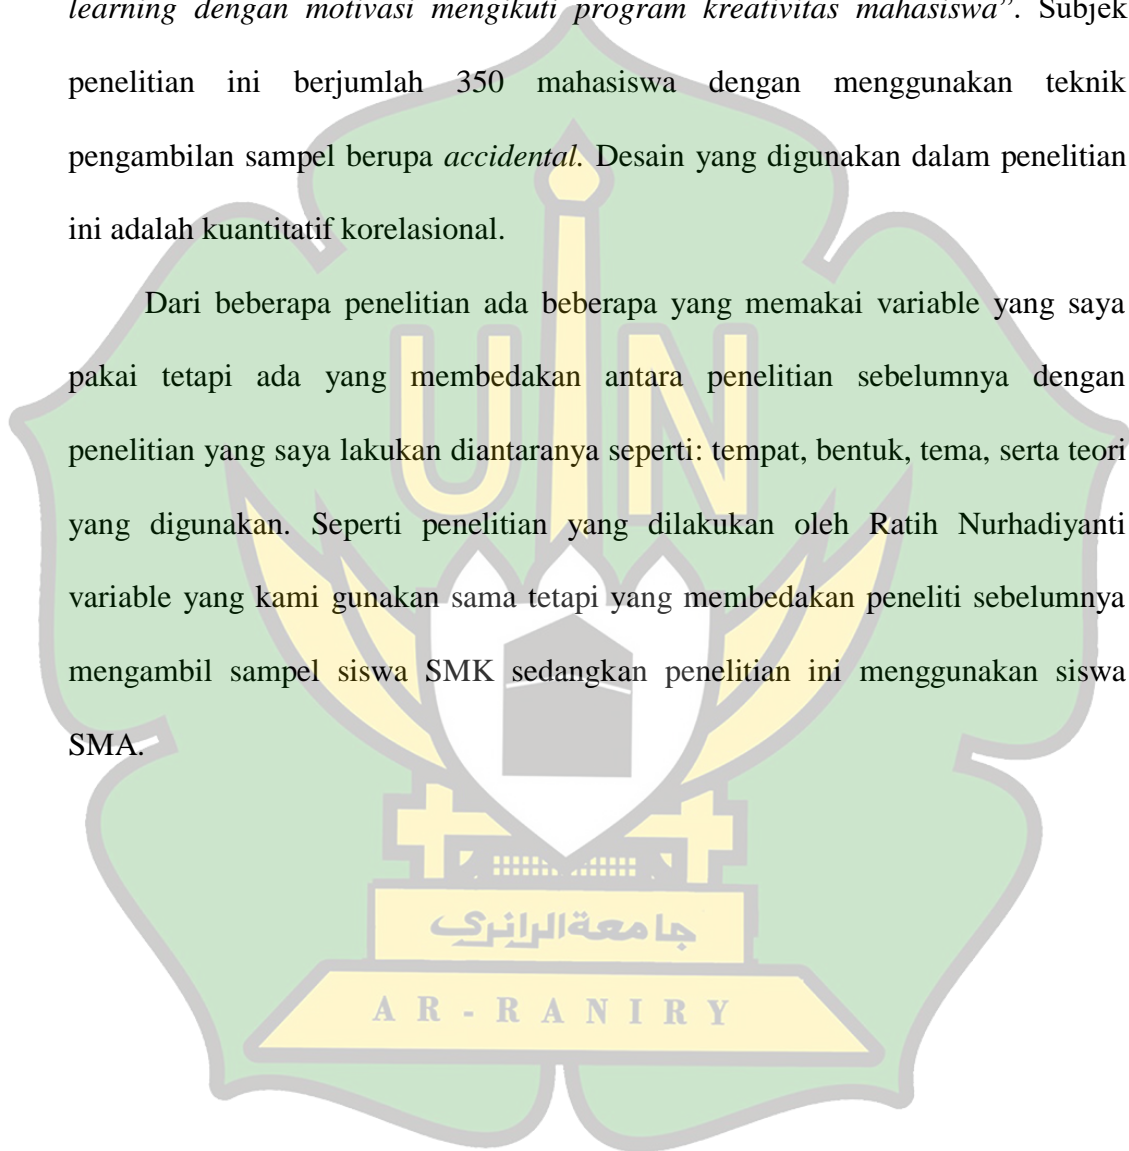 learning dengan motivasi mengikuti program kreativitas mahasiswa”. Subjek
penelitian ini berjumlah 350 mahasiswa dengan menggunakan teknik
pengambilan sampel berupa accidental. Desain yang digunakan dalam penelitian
ini adalah kuantitatif korelasional.
Dari beberapa penelitian ada beberapa yang memakai variable yang saya
pakai tetapi ada yang membedakan antara penelitian sebelumnya dengan
penelitian yang saya lakukan diantaranya seperti: tempat, bentuk, tema, serta teori
yang digunakan. Seperti penelitian yang dilakukan oleh Ratih Nurhadiyanti
variable yang kami gunakan sama tetapi yang membedakan peneliti sebelumnya
mengambil sampel siswa SMK sedangkan penelitian ini menggunakan siswa
SMA.
UIN
جامعةالرانري
AR-RANIRY